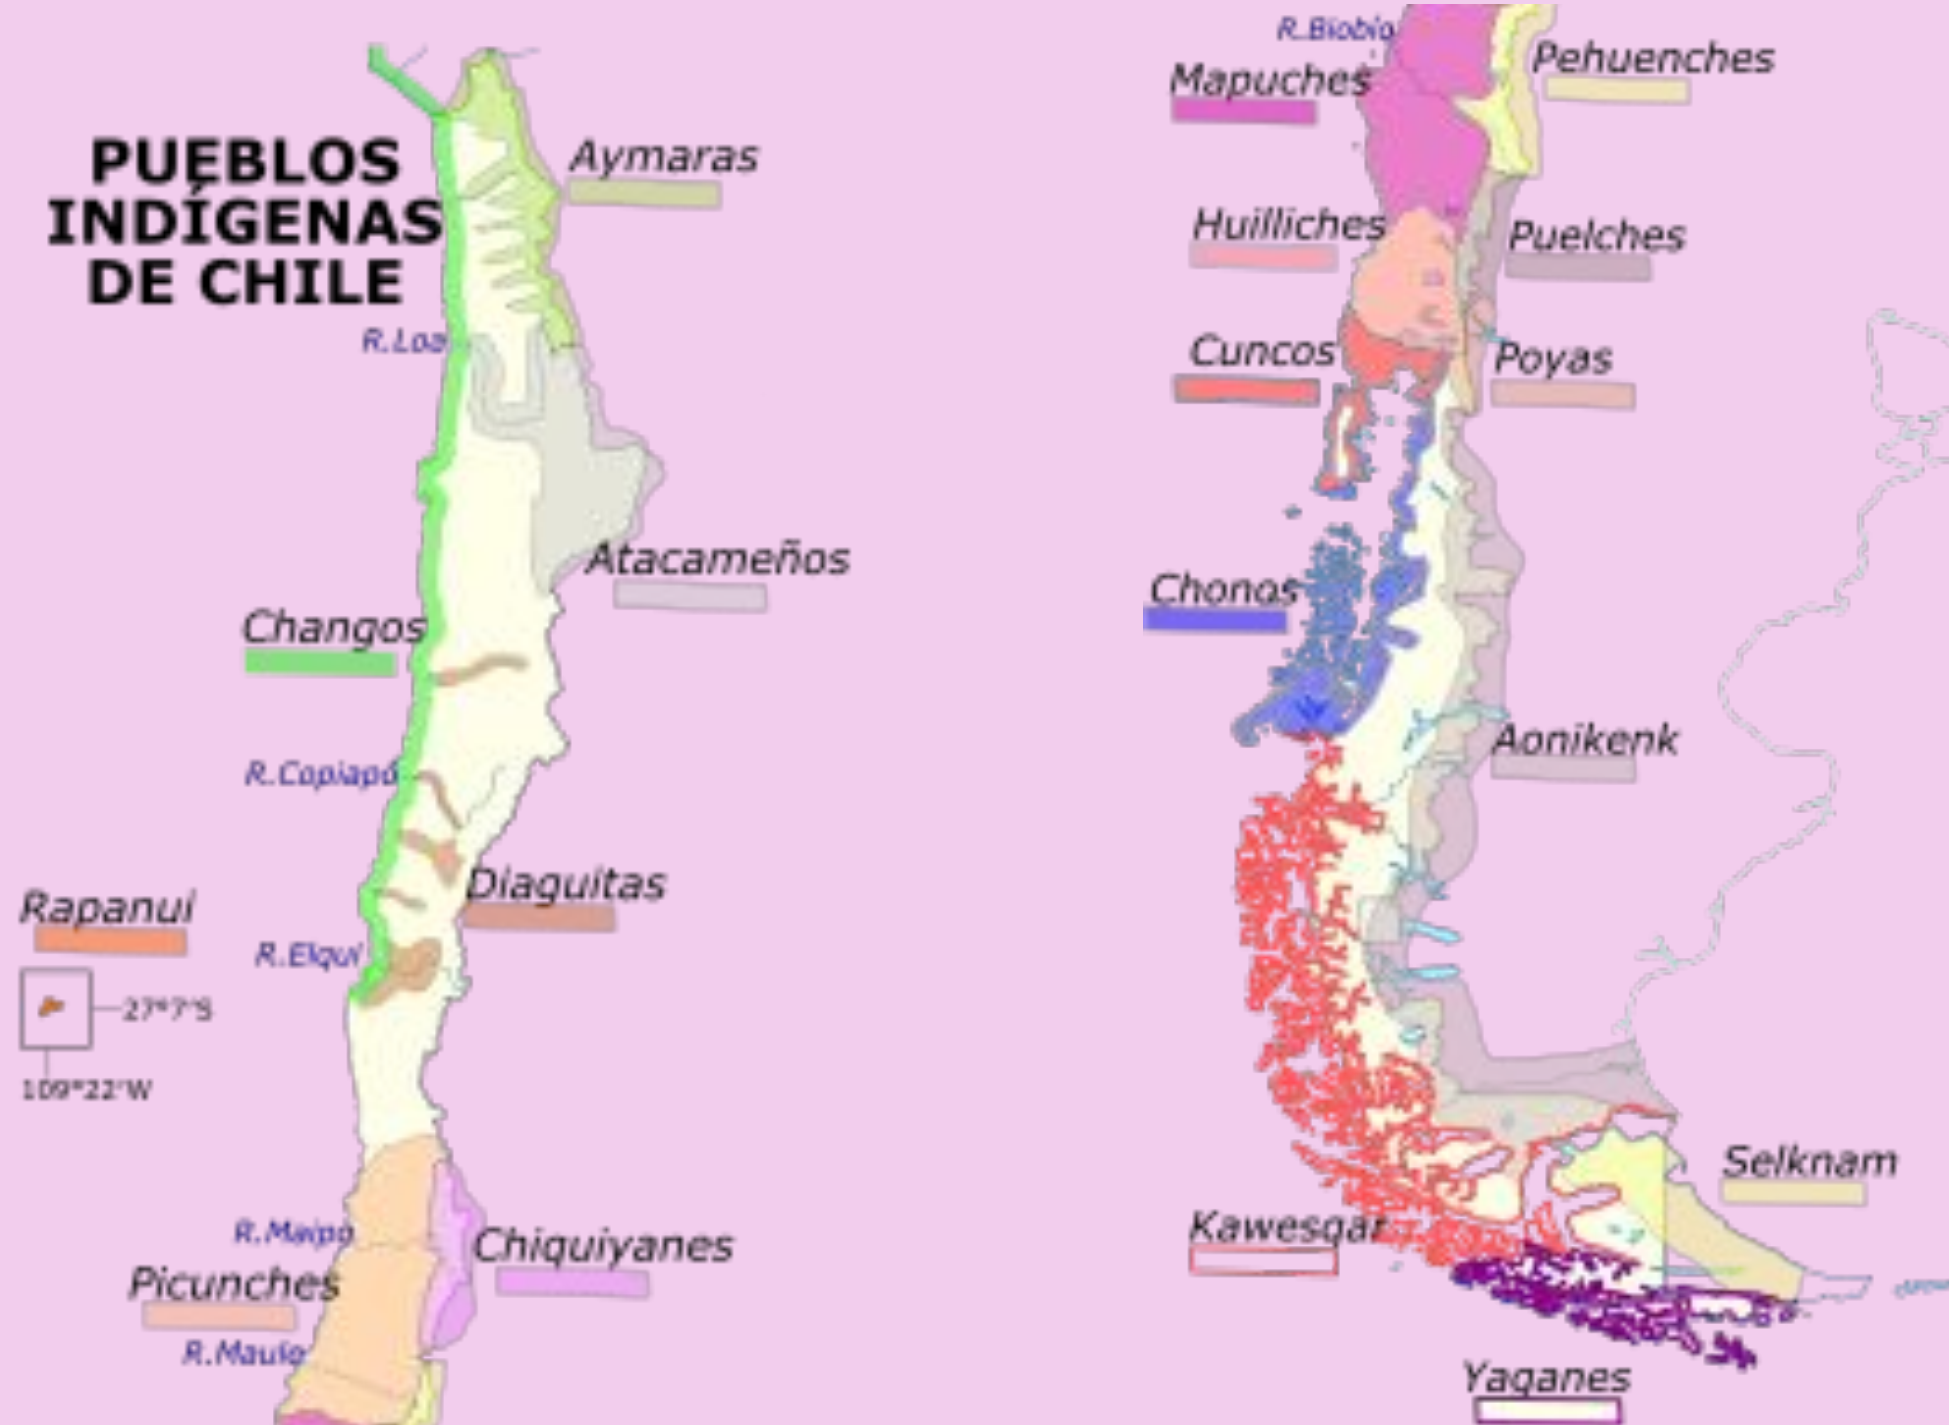 PUEBLOS
INDÍGENAS
DE CHILE
Aymaras
R.Loa
Atacameños
Changos
R.Copiapó
Diaguitas
Rapanui
R.Elqui
27°7'S
109°22'W
R.Maipo
Chiquiyanes
Picunches
R.Maule
R.Biobío
Pehuenches
Mapuches
Huilliches
Puelches
Cuncos
Poyas
Chonos
Aonikenk
Selknam
Kawesqar
Yaganes